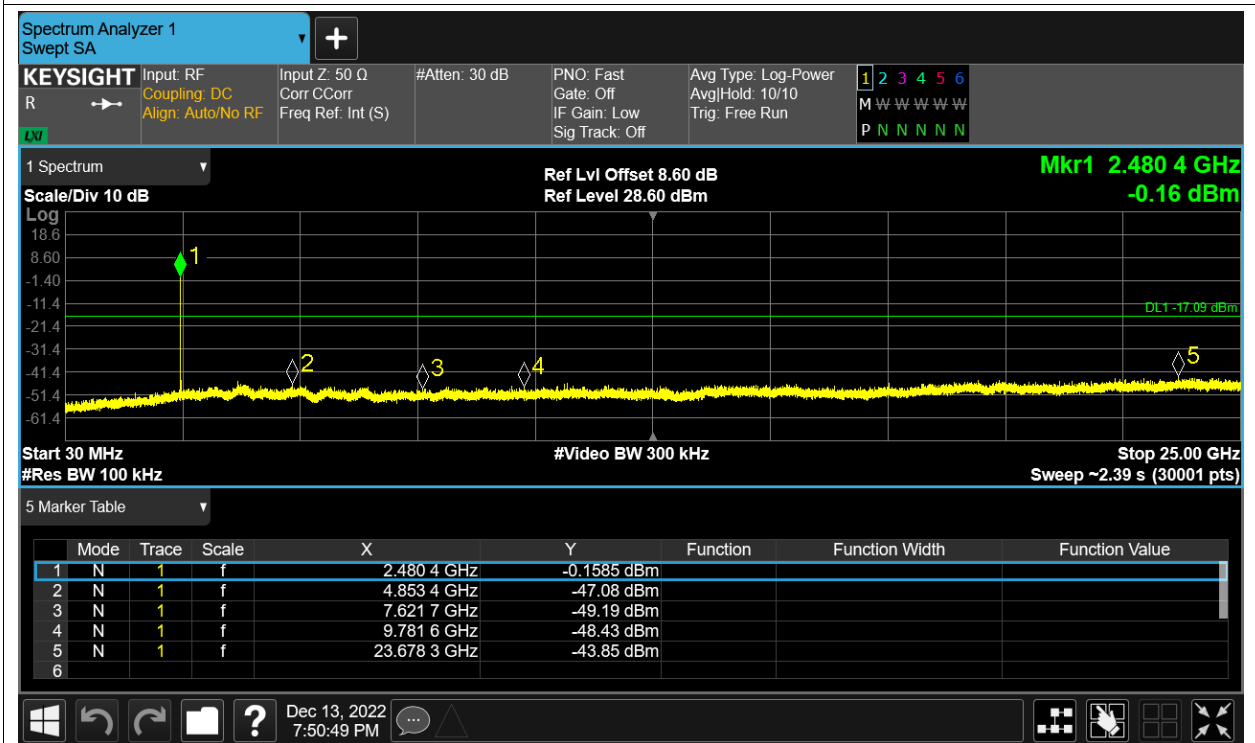 Spectrum Analyzer 1
Swept SA
KEYSIGHT Input: RF Input Z: 50 Ω #Atten: 30 dB PNO: Fast Avg Type: Log-Power 1 2 3 4 5 6
R Coupling: DC Corr CCorr Gate: Off Avg|Hold: 10/10 M W W W W W W
Align: Auto/No RF Freq Ref: Int (S) IF Gain: Low Trig: Free Run
LXI Sig Track: Off P N N N N N N
1 Spectrum Ref Lvl Offset 8.60 dB Mkr1 2.480 4 GHz
Scale/Div 10 dB Ref Level 28.60 dBm -0.16 dBm
Log
18.6
8.60 1
-1.40
-11.4 DL1 -17.09 dBm
-21.4
-31.4
-41.4 2 3 4 5
-51.4
-61.4
Start 30 MHz #Video BW 300 kHz Stop 25.00 GHz
#Res BW 100 kHz Sweep ~2.39 s (30001 pts)
5 Marker Table
Mode Trace Scale X Y Function Function Width Function Value
1 N 1 f 2.480 4 GHz -0.1585 dBm
2 N 1 f 4.853 4 GHz -47.08 dBm
3 N 1 f 7.621 7 GHz -49.19 dBm
4 N 1 f 9.781 6 GHz -48.43 dBm
5 N 1 f 23.678 3 GHz -43.85 dBm
6
? Dec 13, 2022
7:50:49 PM